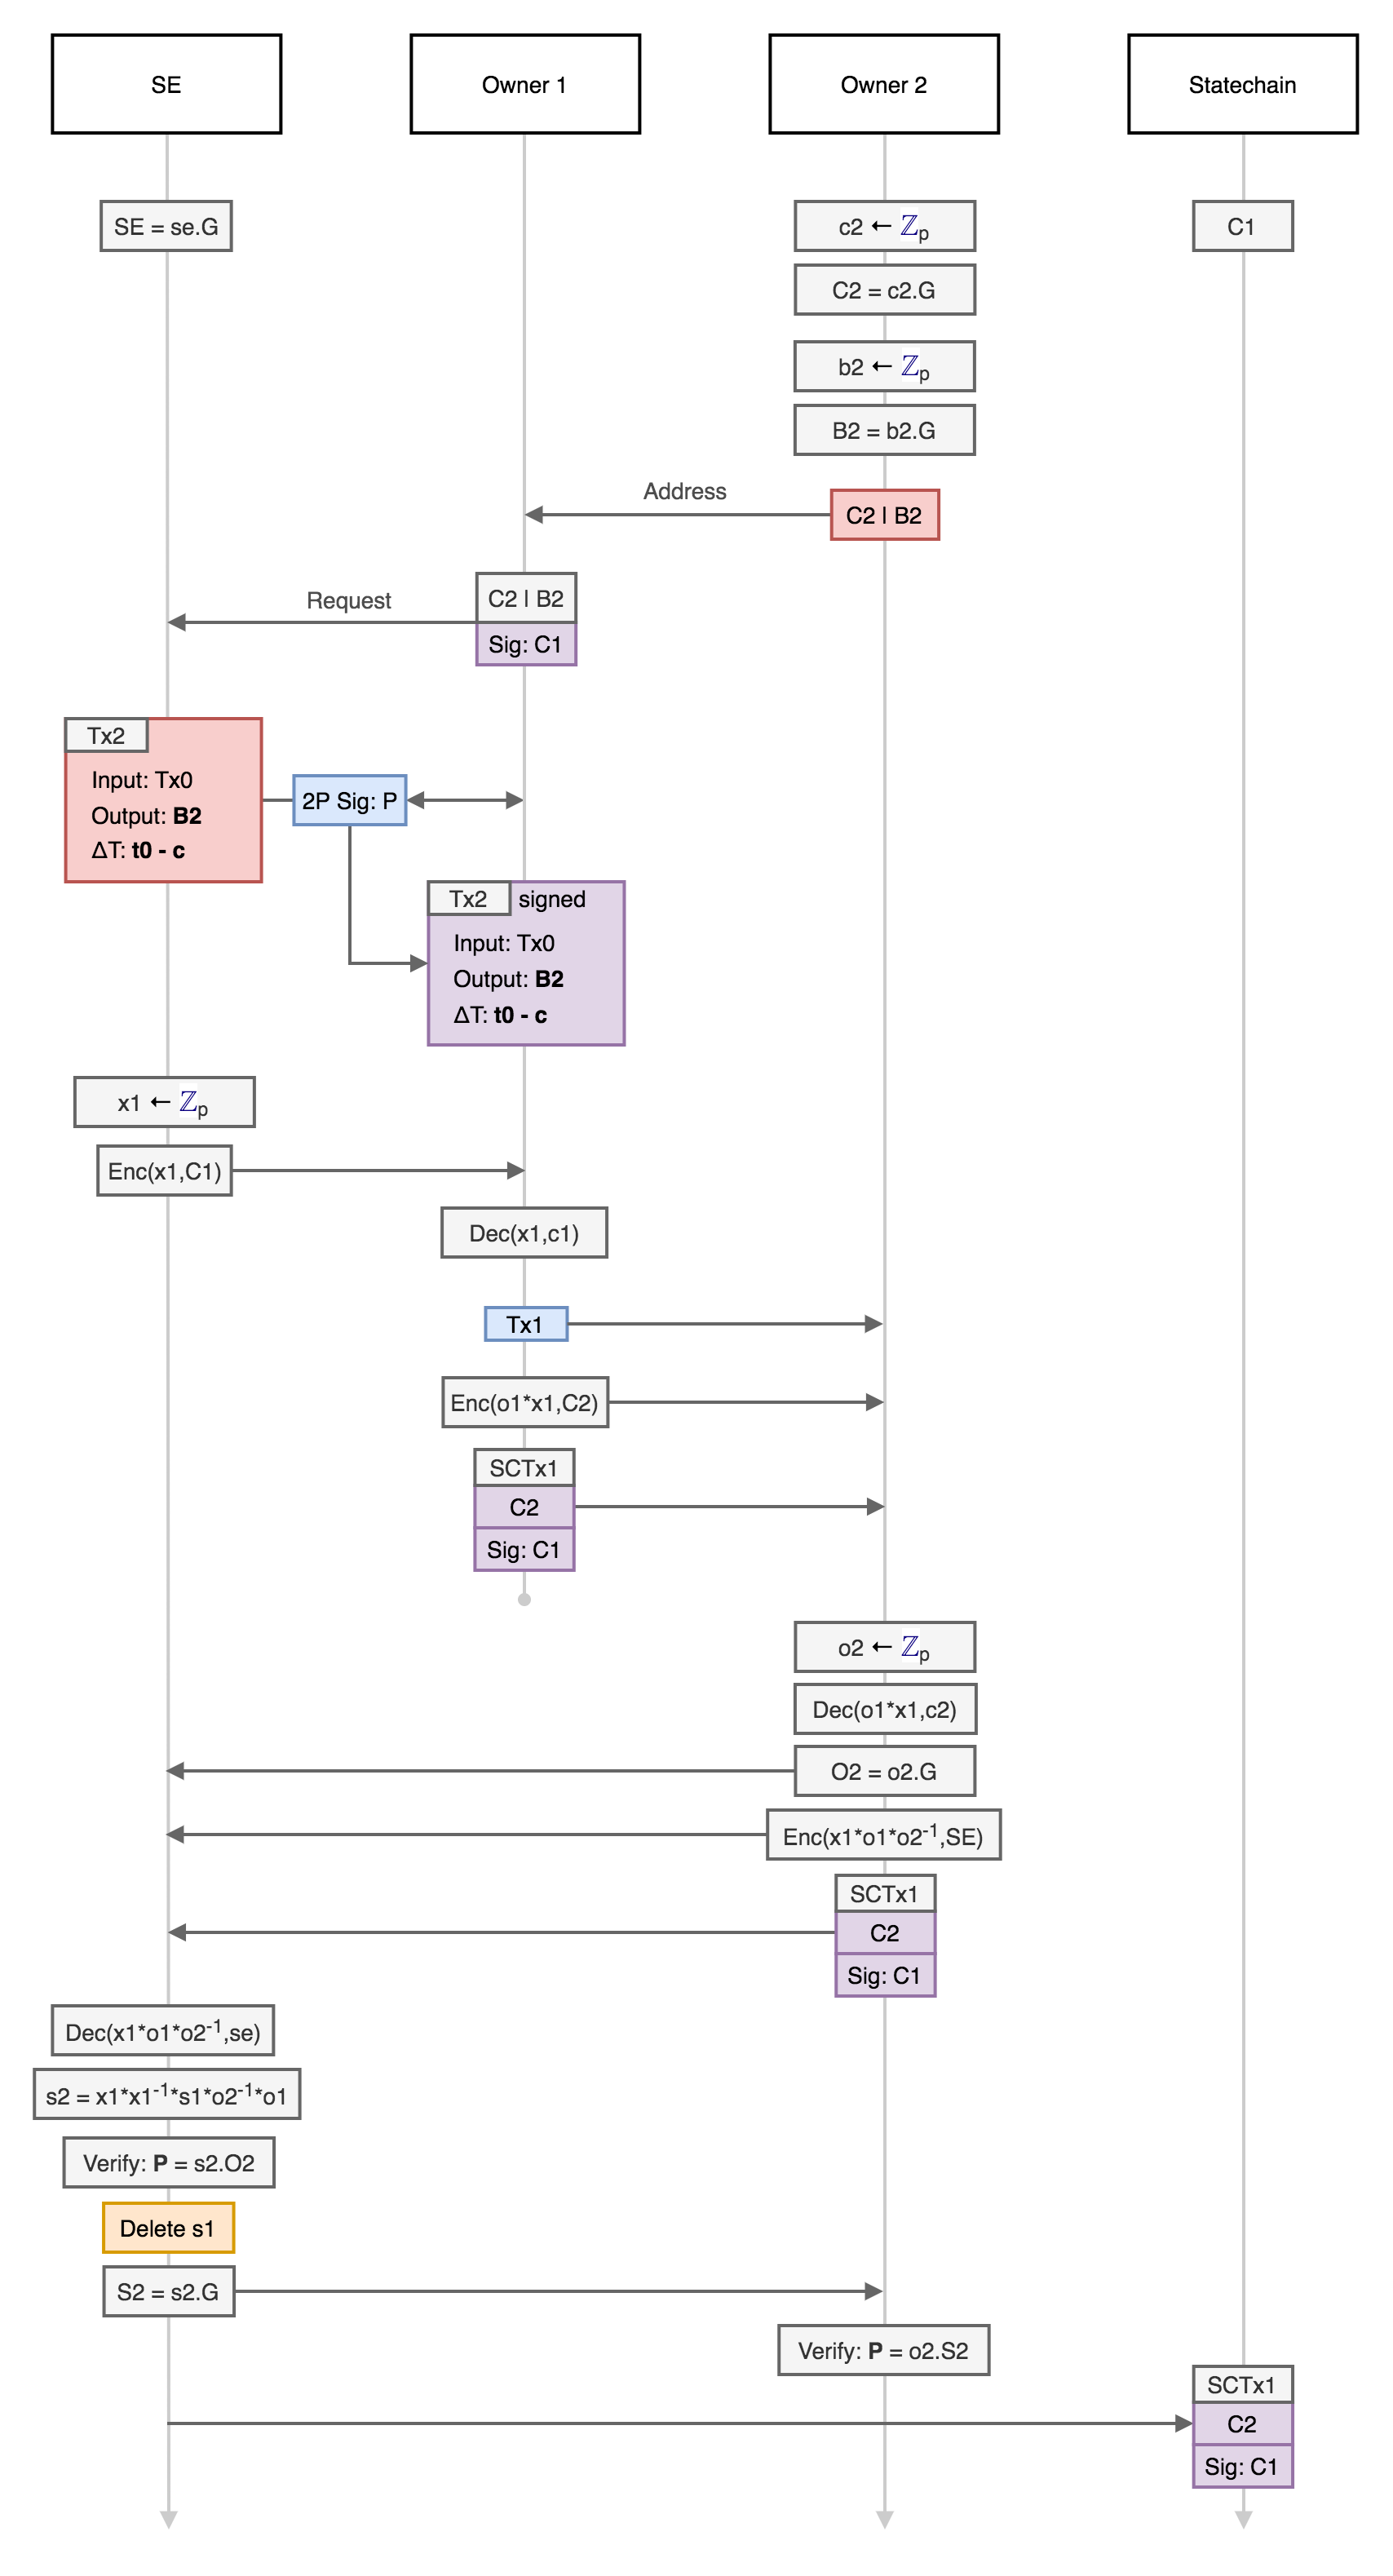 SE
Owner 1
Owner 2
Statechain
SE = se.G
c2 ← ℤp
C1
C2 = c2.G
b2 ← ℤp
B2 = b2.G
Address
C2 | B2
Request
C2 | B2
Sig: C1
Tx2
Input: Tx0
Output: B2
ΔT: t0 - c
2P Sig: P
Tx2 signed
Input: Tx0
Output: B2
ΔT: t0 - c
x1 ← ℤp
Enc(x1,C1)
Dec(x1,c1)
Tx1
Enc(o1*x1,C2)
SCTx1
C2
Sig: C1
o2 ← ℤp
Dec(o1*x1,c2)
O2 = o2.G
Enc(x1*o1*o2⁻¹,SE)
SCTx1
C2
Sig: C1
Dec(x1*o1*o2⁻¹,se)
s2 = x1*x1⁻¹*s1*o2⁻¹*o1
Verify: P = s2.O2
Delete s1
S2 = s2.G
Verify: P = o2.S2
SCTx1
C2
Sig: C1